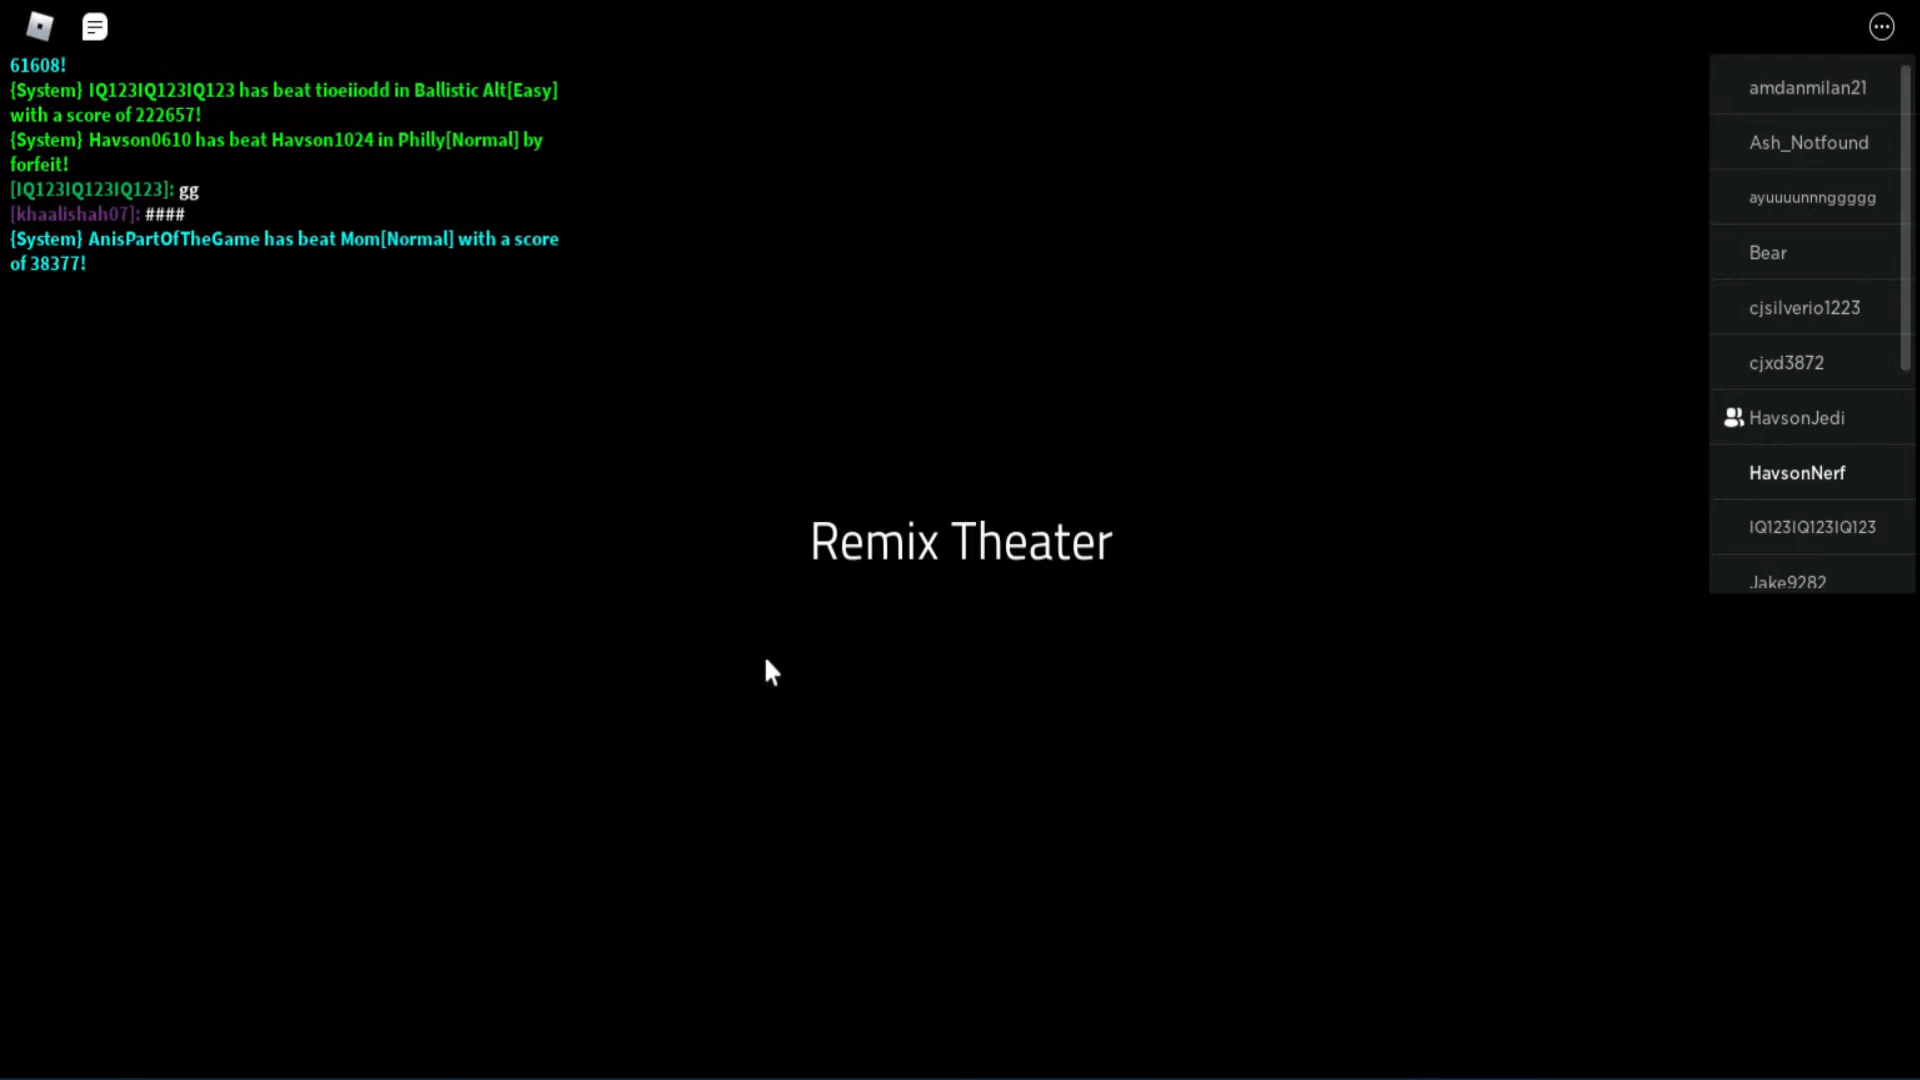 61608!
{System} IQ123IQ123IQ123 has beat tioeiiodd in Ballistic Alt[Easy]
with a score of 222657!
{System} Havson0610 has beat Havson1024 in Philly[Normal] by
forfeit!
[IQ123IQ123IQ123]: gg
[khaalishah07]: ####
{System} AnisPartOfTheGame has beat Mom[Normal] with a score
of 38377!
amdanmilan21
Ash_Notfound
ayuuuunnnggggg
Bear
cjsilverio1223
cjxd3872
HavsonJedi
HavsonNerf
IQ123IQ123IQ123
Jake9282
Remix Theater